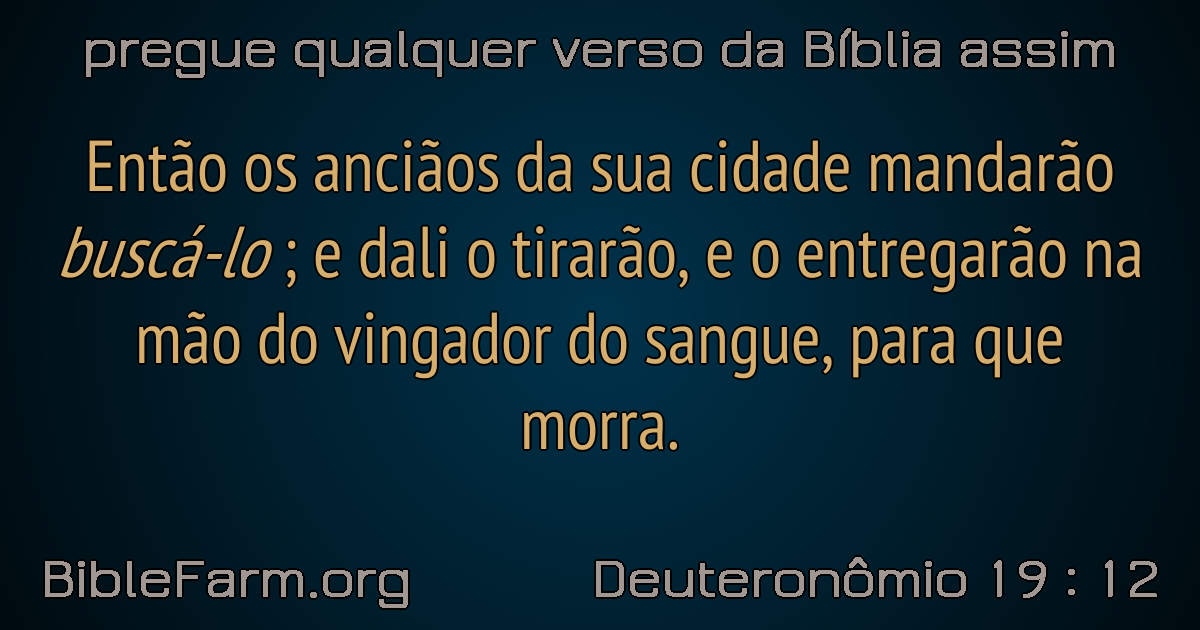 pregue qualquer verso da Bíblia assim
Então os anciãos da sua cidade mandarão
buscá-lo ; e dali o tirarão, e o entregarão na
mão do vingador do sangue, para que
morra.
BibleFarm.org
Deuteronômio 19 : 12